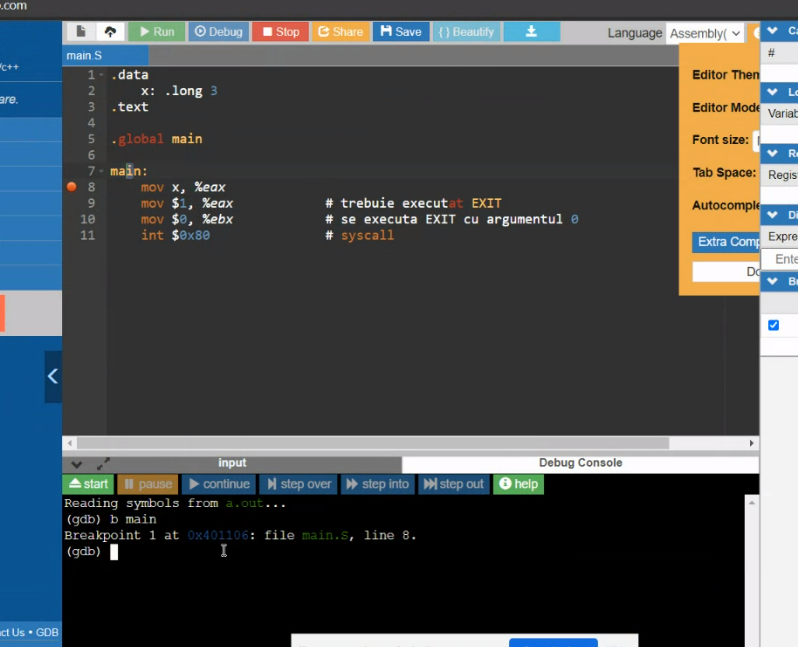 .com
Run Debug Stop Share Save { } Beautify Language Assembly(
main.S
1 .data
2 x: .long 3
3 .text
4
5 .global main
6
7 main:
8 mov x, %eax
9 mov $1, %eax # trebuie executat EXIT
10 mov $0, %ebx # se executa EXIT cu argumentul 0
11 int $0x80 # syscall
/c++
are.
Editor Them
Editor Mode
Font size:
Tab Space:
Autocomple
Extra Comp
Do
Ca
#
Lo
Variab
Re
Regist
Di
Expre
Ente
Br
input Debug Console
start pause continue step over step into step out help
Reading symbols from a.out...
(gdb) b main
Breakpoint 1 at 0x401106: file main.S, line 8.
(gdb)
act Us • GDB